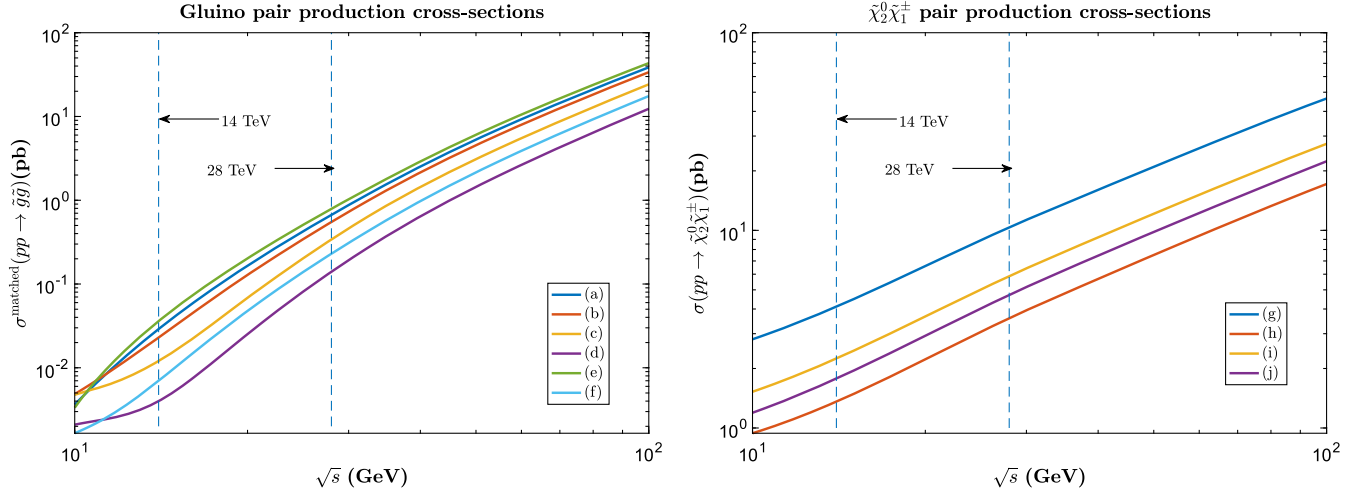 Gluino pair production cross-sections
σ^matched(pp → g̃g̃)(pb)
10^2
10^1
10^0
10^-1
10^-2
14 TeV
28 TeV
(a)
(b)
(c)
(d)
(e)
(f)
10^1
10^2
√s (GeV)
χ̃₂⁰χ̃₁^± pair production cross-sections
σ(pp → χ̃₂⁰χ̃₁^±)(pb)
10^2
10^1
10^0
14 TeV
28 TeV
(g)
(h)
(i)
(j)
10^1
10^2
√s (GeV)